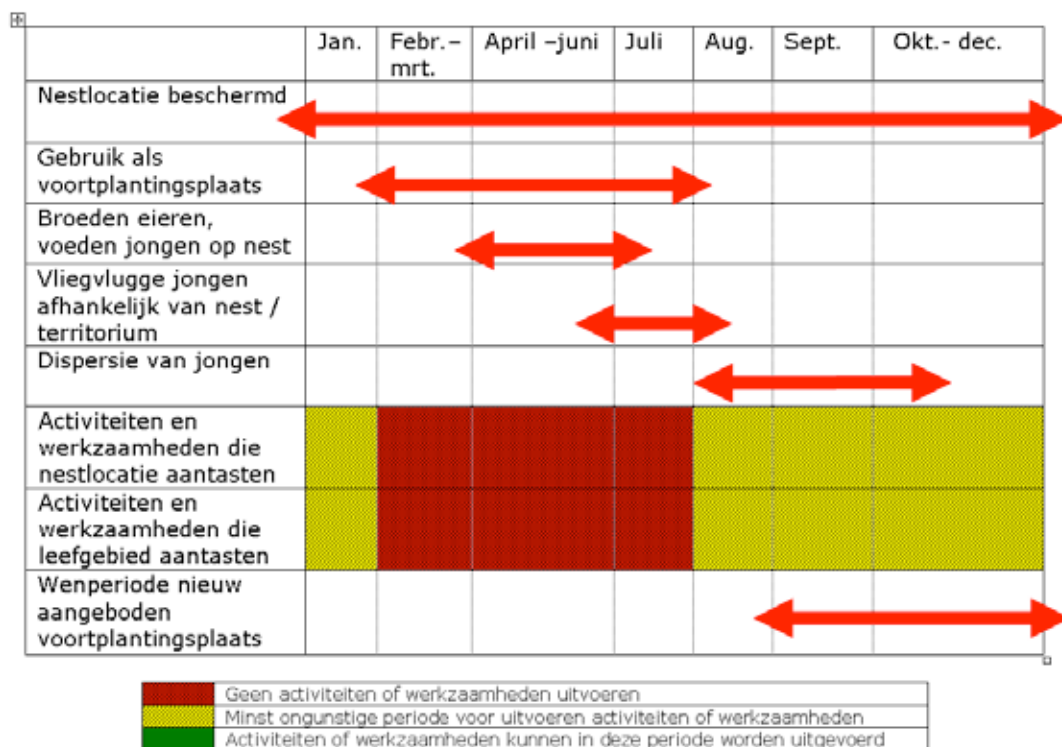 Jan. Febr.– April –juni Juli Aug. Sept. Okt.- dec.
mrt.
Nestlocatie beschermd
Gebruik als
voortplantingsplaats
Broeden eieren,
voeden jongen op nest
Vliegvlugge jongen
afhankelijk van nest /
territorium
Dispersie van jongen
Activiteiten en
werkzaamheden die
nestlocatie aantasten
Activiteiten en
werkzaamheden die
leefgebied aantasten
Wenperiode nieuw
aangeboden
voortplantingsplaats
Geen activiteiten of werkzaamheden uitvoeren
Minst ongunstige periode voor uitvoeren activiteiten of werkzaamheden
Activiteiten of werkzaamheden kunnen in deze periode worden uitgevoerd